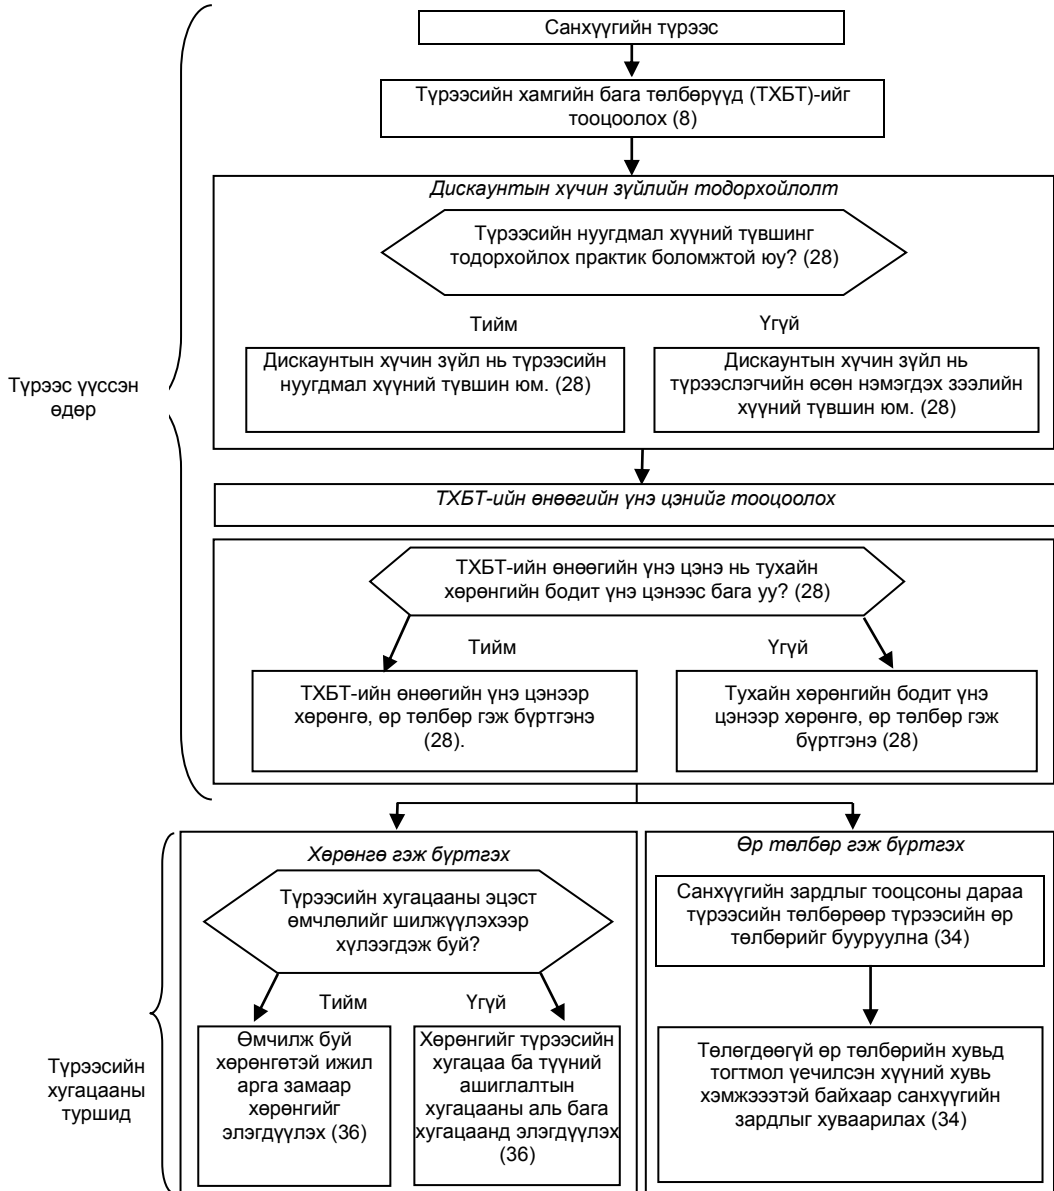 Санхүүгийн түрээс
Түрээсийн хамгийн бага төлбөрүүд (ТХБТ)-ийг
тооцоолох (8)
Дискаунтын хүчин зүйлийн тодорхойлолт
Түрээсийн нуугдмал хүүний түвшинг
тодорхойлох практик боломжтой юу? (28)
Тийм
Үгүй
Дискаунтын хүчин зүйл нь түрээсийн
нуугдмал хүүний түвшин юм. (28)
Дискаунтын хүчин зүйл нь
түрээслэгчийн өсөн нэмэгдэх зээлийн
хүүний түвшин юм. (28)
Түрээс үүссэн
өдөр
ТХБТ-ийн өнөөгийн үнэ цэнийг тооцоолох
ТХБТ-ийн өнөөгийн үнэ цэнэ нь тухайн
хөрөнгийн бодит үнэ цэнээс бага уу? (28)
Тийм
Үгүй
ТХБТ-ийн өнөөгийн үнэ цэнээр
хөрөнгө, өр төлбөр гэж бүртгэнэ
(28).
Тухайн хөрөнгийн бодит үнэ
цэнээр хөрөнгө, өр төлбөр гэж
бүртгэнэ (28)
Хөрөнгө гэж бүртгэх
Түрээсийн хугацааны эцэст
өмчлөлийг шилжүүлэхээр
хүлээгдэж буй?
Тийм
Үгүй
Өмчилж буй
хөрөнгөтэй ижил
арга замаар
хөрөнгийг
элэгдүүлэх (36)
Хөрөнгийг түрээсийн
хугацаа ба түүний
ашиглалтын
хугацааны аль бага
хугацаанд элэгдүүлэх
(36)
Өр төлбөр гэж бүртгэх
Санхүүгийн зардлыг тооцсоны дараа
түрээсийн төлбөрөөр түрээсийн өр
төлбөрийг бууруулна (34)
Төлөгдөөгүй өр төлбөрийн хувьд
тогтмол үечилсэн хүүний хувь
хэмжэээтэй байхаар санхүүгийн
зардлыг хуваарилах (34)
Түрээсийн
хугацааны
туршид